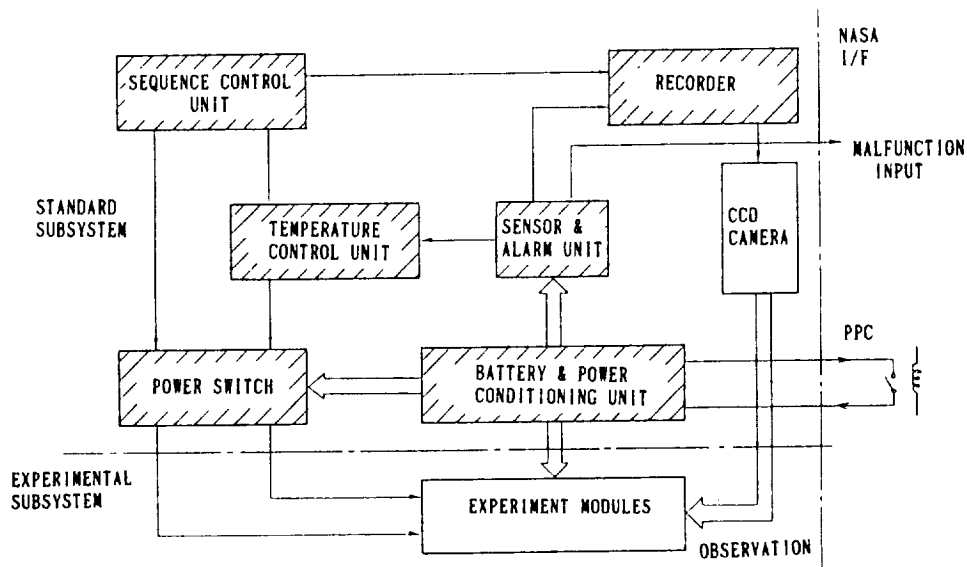 NASA
I/F
SEQUENCE CONTROL
UNIT
RECORDER
MALFUNCTION
INPUT
STANDARD
SUBSYSTEM
TEMPERATURE
CONTROL UNIT
SENSOR &
ALARM UNIT
CCD
CAMERA
PPC
POWER SWITCH
BATTERY & POWER
CONDITIONING UNIT
EXPERIMENTAL
SUBSYSTEM
EXPERIMENT MODULES
OBSERVATION